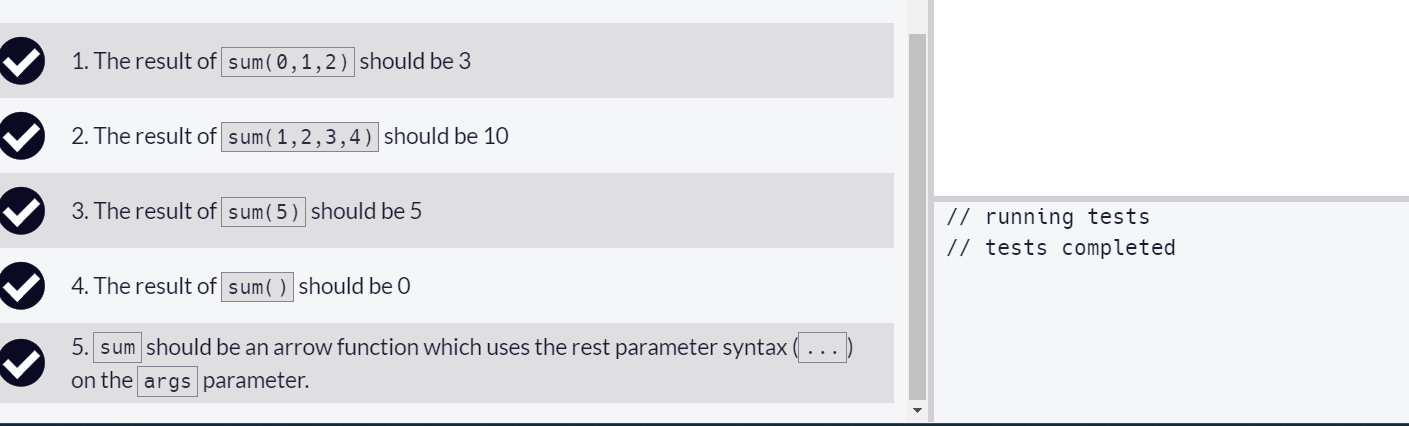 1. The result of sum(0,1,2) should be 3
2. The result of sum(1,2,3,4) should be 10
3. The result of sum(5) should be 5
4. The result of sum() should be 0
5. sum should be an arrow function which uses the rest parameter syntax (...)
on the args parameter.
// running tests
// tests completed